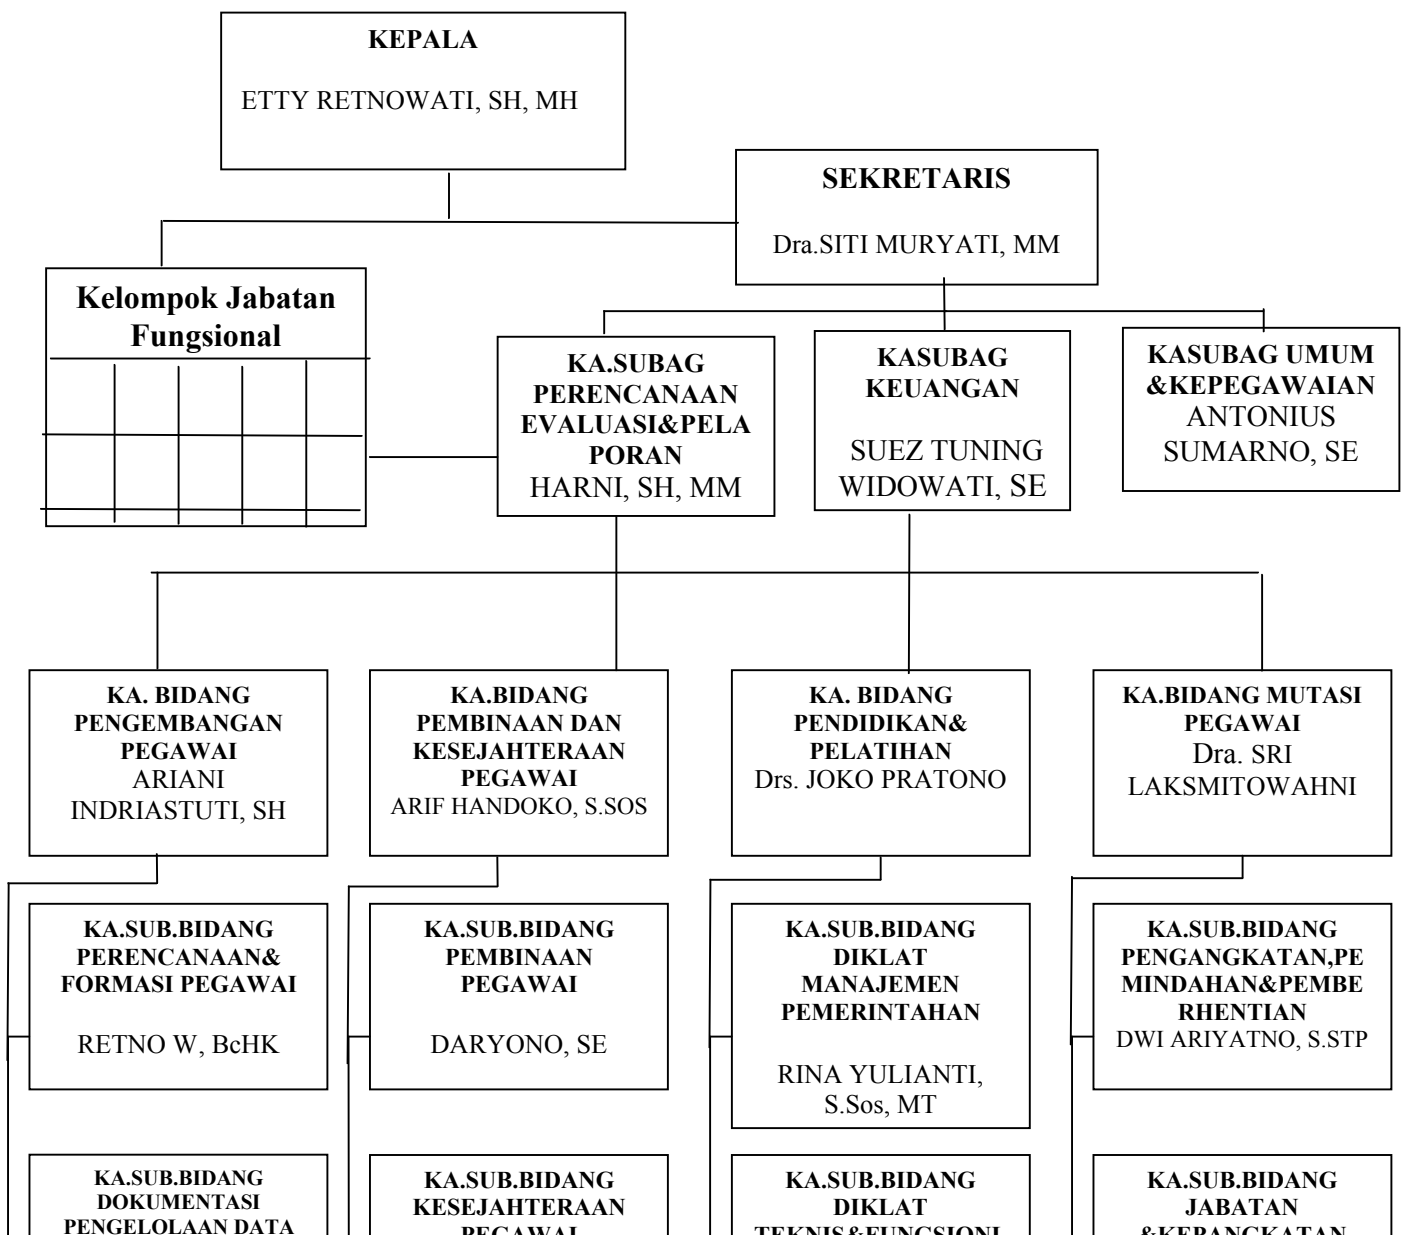 KEPALA
ETTY RETNOWATI, SH, MH
SEKRETARIS
Dra.SITI MURYATI, MM
Kelompok Jabatan
Fungsional
KA.SUBAG
PERENCANAAN
EVALUASI&PELA
PORAN
HARNI, SH, MM
KASUBAG
KEUANGAN
SUEZ TUNING
WIDOWATI, SE
KASUBAG UMUM
&KEPEGAWAIAN
ANTONIUS
SUMARNO, SE
KA. BIDANG
PENGEMBANGAN
PEGAWAI
ARIANI
INDRIASTUTI, SH
KA.BIDANG
PEMBINAAN DAN
KESEJAHTERAAN
PEGAWAI
ARIF HANDOKO, S.SOS
KA. BIDANG
PENDIDIKAN&
PELATIHAN
Drs. JOKO PRATONO
KA.BIDANG MUTASI
PEGAWAI
Dra. SRI
LAKSMITOWAHNI
KA.SUB.BIDANG
PERENCANAAN&
FORMASI PEGAWAI
RETNO W, BcHK
KA.SUB.BIDANG
PEMBINAAN
PEGAWAI
DARYONO, SE
KA.SUB.BIDANG
DIKLAT
MANAJEMEN
PEMERINTAHAN
RINA YULIANTI,
S.Sos, MT
KA.SUB.BIDANG
PENGANGKATAN,PE
MINDAHAN&PEMBE
RHENTIAN
DWI ARIYATNO, S.STP
KA.SUB.BIDANG
DOKUMENTASI
PENGELOLAAN DATA
KA.SUB.BIDANG
KESEJAHTERAAN
PEGAWAI
KA.SUB.BIDANG
DIKLAT
TEKNIS&FUNGSIONI
KA.SUB.BIDANG
JABATAN
&KEPANGKATAN